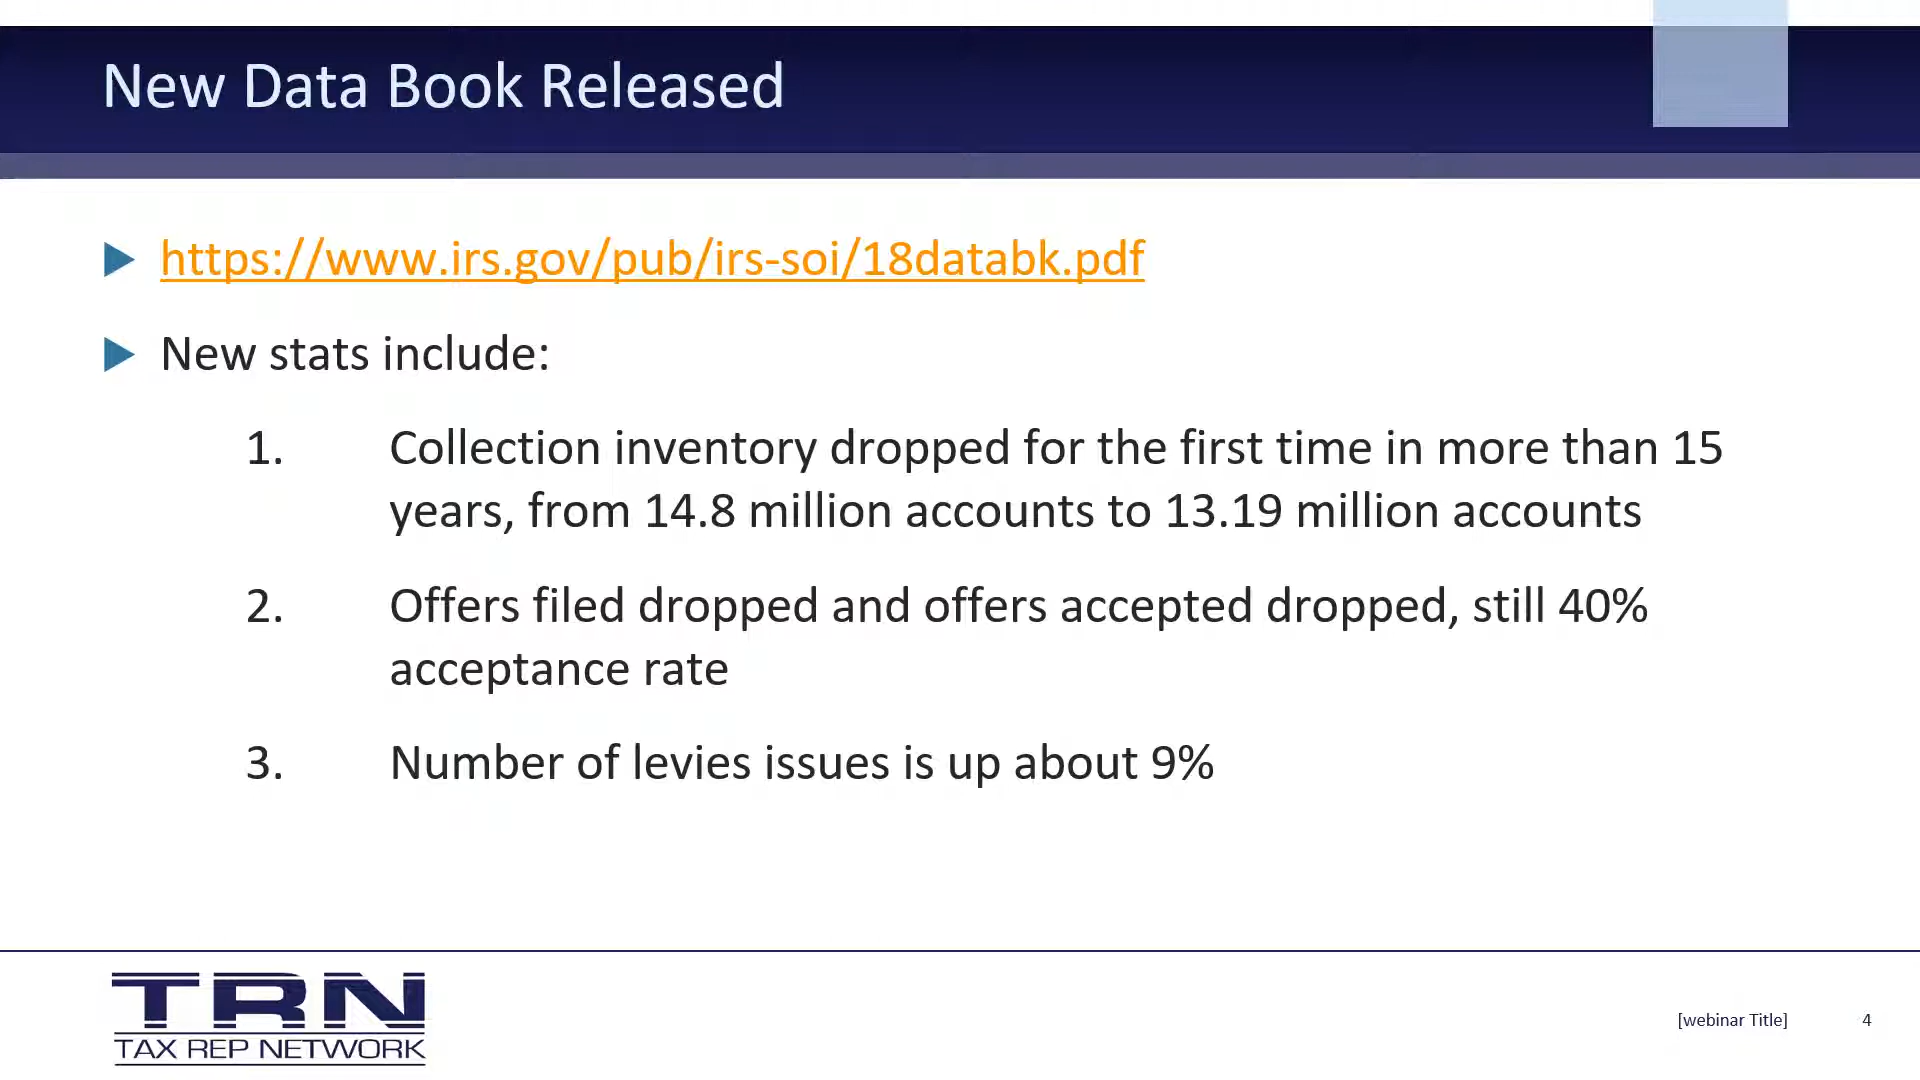 New Data Book Released
https://www.irs.gov/pub/irs-soi/18databk.pdf
New stats include:
1. Collection inventory dropped for the first time in more than 15
years, from 14.8 million accounts to 13.19 million accounts
2. Offers filed dropped and offers accepted dropped, still 40%
acceptance rate
3. Number of levies issues is up about 9%
TRN
TAX REP NETWORK
[webinar Title] 4